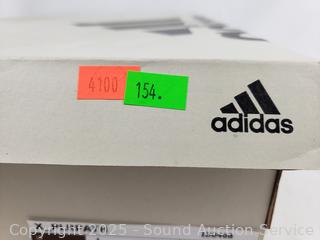 4100
154.
adidas
Copyright 2025 - Sound Auction Service